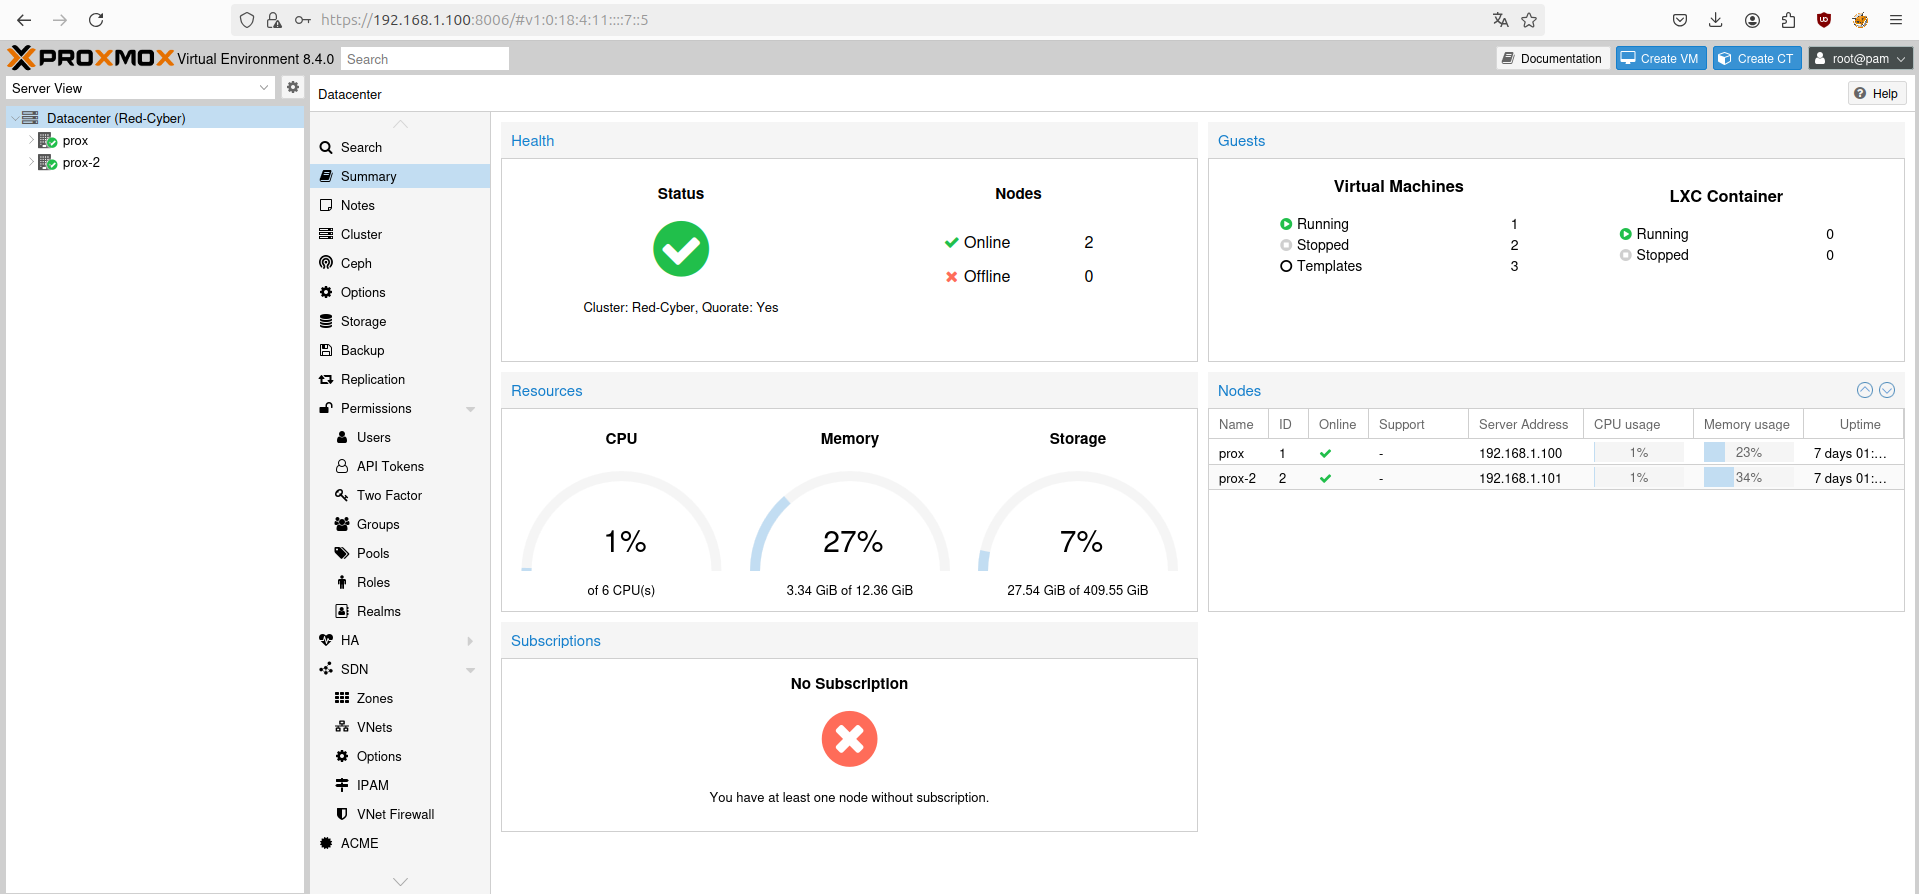 https://192.168.1.100:8006/#v1:0:18:4:11::::7::5
PROXMOX Virtual Environment 8.4.0 Search Documentation Create VM Create CT root@pam
Server View
Datacenter Help
Datacenter (Red-Cyber)
prox
prox-2
Search
Summary
Notes
Cluster
Ceph
Options
Storage
Backup
Replication
Permissions
Users
API Tokens
Two Factor
Groups
Pools
Roles
Realms
HA
SDN
Zones
VNets
Options
IPAM
VNet Firewall
ACME
Health
Status
Cluster: Red-Cyber, Quorate: Yes
Nodes
Online 2
Offline 0
Guests
Virtual Machines
Running 1
Stopped 2
Templates 3
LXC Container
Running 0
Stopped 0
Resources
CPU
1%
of 6 CPU(s)
Memory
27%
3.34 GiB of 12.36 GiB
Storage
7%
27.54 GiB of 409.55 GiB
Nodes
Name ID Online Support Server Address CPU usage Memory usage Uptime
prox 1 - 192.168.1.100 1% 23% 7 days 01:...
prox-2 2 - 192.168.1.101 1% 34% 7 days 01:...
Subscriptions
No Subscription
You have at least one node without subscription.